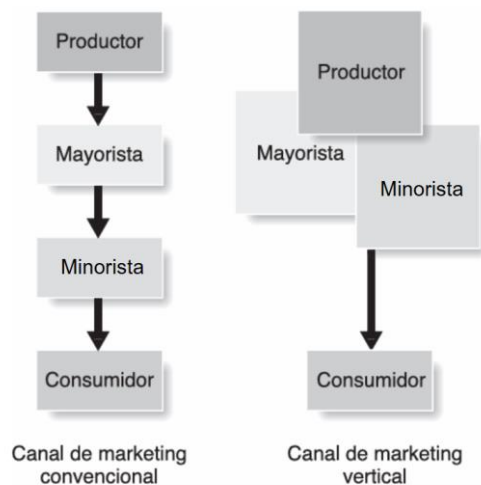 Productor
Mayorista
Minorista
Consumidor
Canal de marketing
convencional
Productor
Mayorista
Minorista
Consumidor
Canal de marketing
vertical